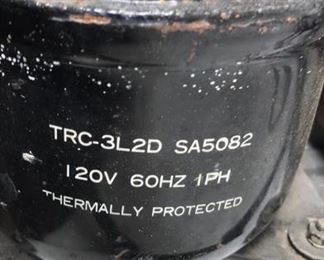 TRC-3L2D SA5082
120V 60HZ 1PH
THERMALLY PROTECTED